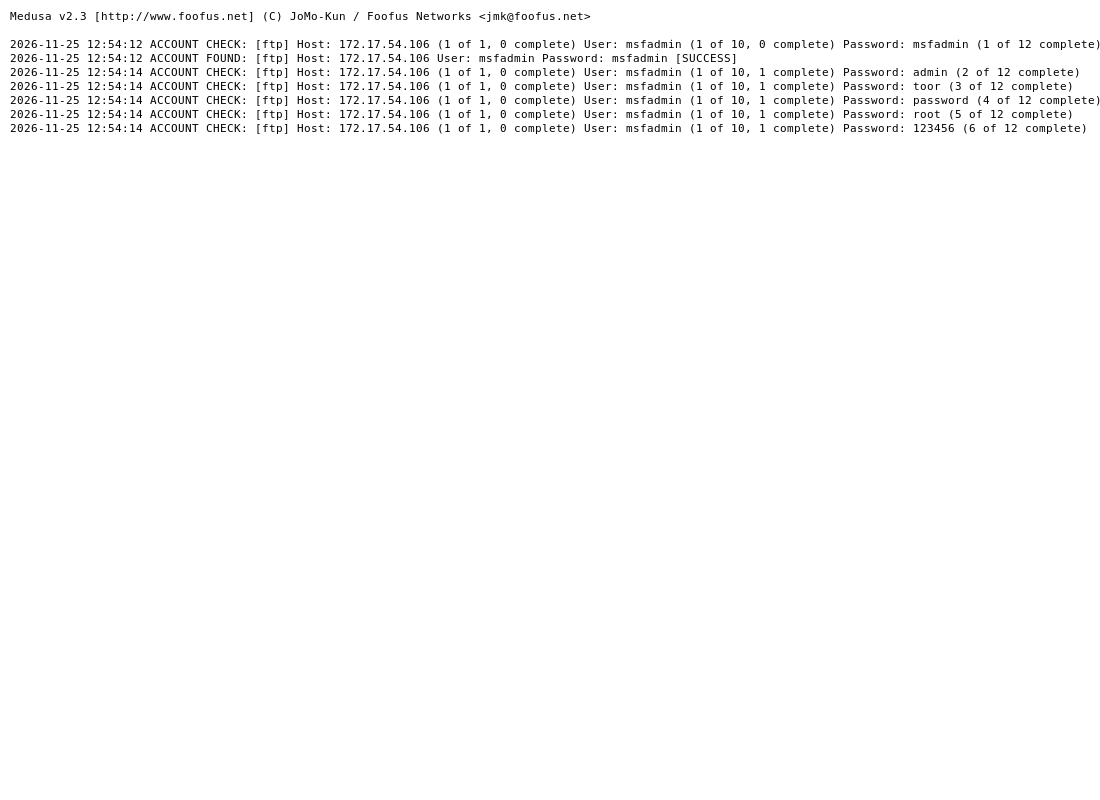 Medusa v2.3 [http://www.foofus.net] (C) JoMo-Kun / Foofus Networks <jmk@foofus.net>

2026-11-25 12:54:12 ACCOUNT CHECK: [ftp] Host: 172.17.54.106 (1 of 1, 0 complete) User: msfadmin (1 of 10, 0 complete) Password: msfadmin (1 of 12 complete)
2026-11-25 12:54:12 ACCOUNT FOUND: [ftp] Host: 172.17.54.106 User: msfadmin Password: msfadmin [SUCCESS]
2026-11-25 12:54:14 ACCOUNT CHECK: [ftp] Host: 172.17.54.106 (1 of 1, 0 complete) User: msfadmin (1 of 10, 1 complete) Password: admin (2 of 12 complete)
2026-11-25 12:54:14 ACCOUNT CHECK: [ftp] Host: 172.17.54.106 (1 of 1, 0 complete) User: msfadmin (1 of 10, 1 complete) Password: toor (3 of 12 complete)
2026-11-25 12:54:14 ACCOUNT CHECK: [ftp] Host: 172.17.54.106 (1 of 1, 0 complete) User: msfadmin (1 of 10, 1 complete) Password: password (4 of 12 complete)
2026-11-25 12:54:14 ACCOUNT CHECK: [ftp] Host: 172.17.54.106 (1 of 1, 0 complete) User: msfadmin (1 of 10, 1 complete) Password: root (5 of 12 complete)
2026-11-25 12:54:14 ACCOUNT CHECK: [ftp] Host: 172.17.54.106 (1 of 1, 0 complete) User: msfadmin (1 of 10, 1 complete) Password: 123456 (6 of 12 complete)